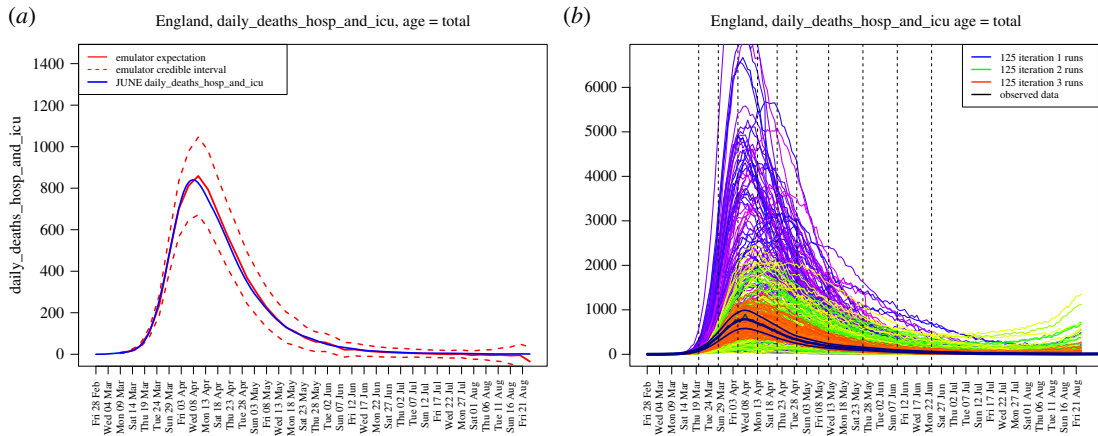 (a)
England, daily_deaths_hosp_and_icu, age = total
emulator expectation
emulator credible interval
JUNE daily_deaths_hosp_and_icu
daily_deaths_hosp_and_icu
1400
1200
1000
800
600
400
200
0
Fri 28 Feb
Wed 04 Mar
Mon 09 Mar
Sat 14 Mar
Thu 19 Mar
Tue 24 Mar
Sun 29 Mar
Fri 03 Apr
Wed 08 Apr
Mon 13 Apr
Sat 18 Apr
Thu 23 Apr
Tue 28 Apr
Sun 03 May
Fri 08 May
Wed 13 May
Mon 18 May
Sat 23 May
Thu 28 May
Tue 02 Jun
Sun 07 Jun
Fri 12 Jun
Wed 17 Jun
Mon 22 Jun
Sat 27 Jun
Thu 02 Jul
Tue 07 Jul
Sun 12 Jul
Fri 17 Jul
Wed 22 Jul
Mon 27 Jul
Sat 01 Aug
Thu 06 Aug
Tue 11 Aug
Sun 16 Aug
Fri 21 Aug
(b)
England, daily_deaths_hosp_and_icu age = total
125 iteration 1 runs
125 iteration 2 runs
125 iteration 3 runs
observed data
6000
5000
4000
3000
2000
1000
0
Fri 28 Feb
Wed 04 Mar
Mon 09 Mar
Sat 14 Mar
Thu 19 Mar
Tue 24 Mar
Sun 29 Mar
Fri 03 Apr
Wed 08 Apr
Mon 13 Apr
Sat 18 Apr
Thu 23 Apr
Tue 28 Apr
Sun 03 May
Fri 08 May
Wed 13 May
Mon 18 May
Sat 23 May
Thu 28 May
Tue 02 Jun
Sun 07 Jun
Fri 12 Jun
Wed 17 Jun
Mon 22 Jun
Sat 27 Jun
Thu 02 Jul
Tue 07 Jul
Sun 12 Jul
Fri 17 Jul
Wed 22 Jul
Mon 27 Jul
Sat 01 Aug
Thu 06 Aug
Tue 11 Aug
Fri 21 Aug